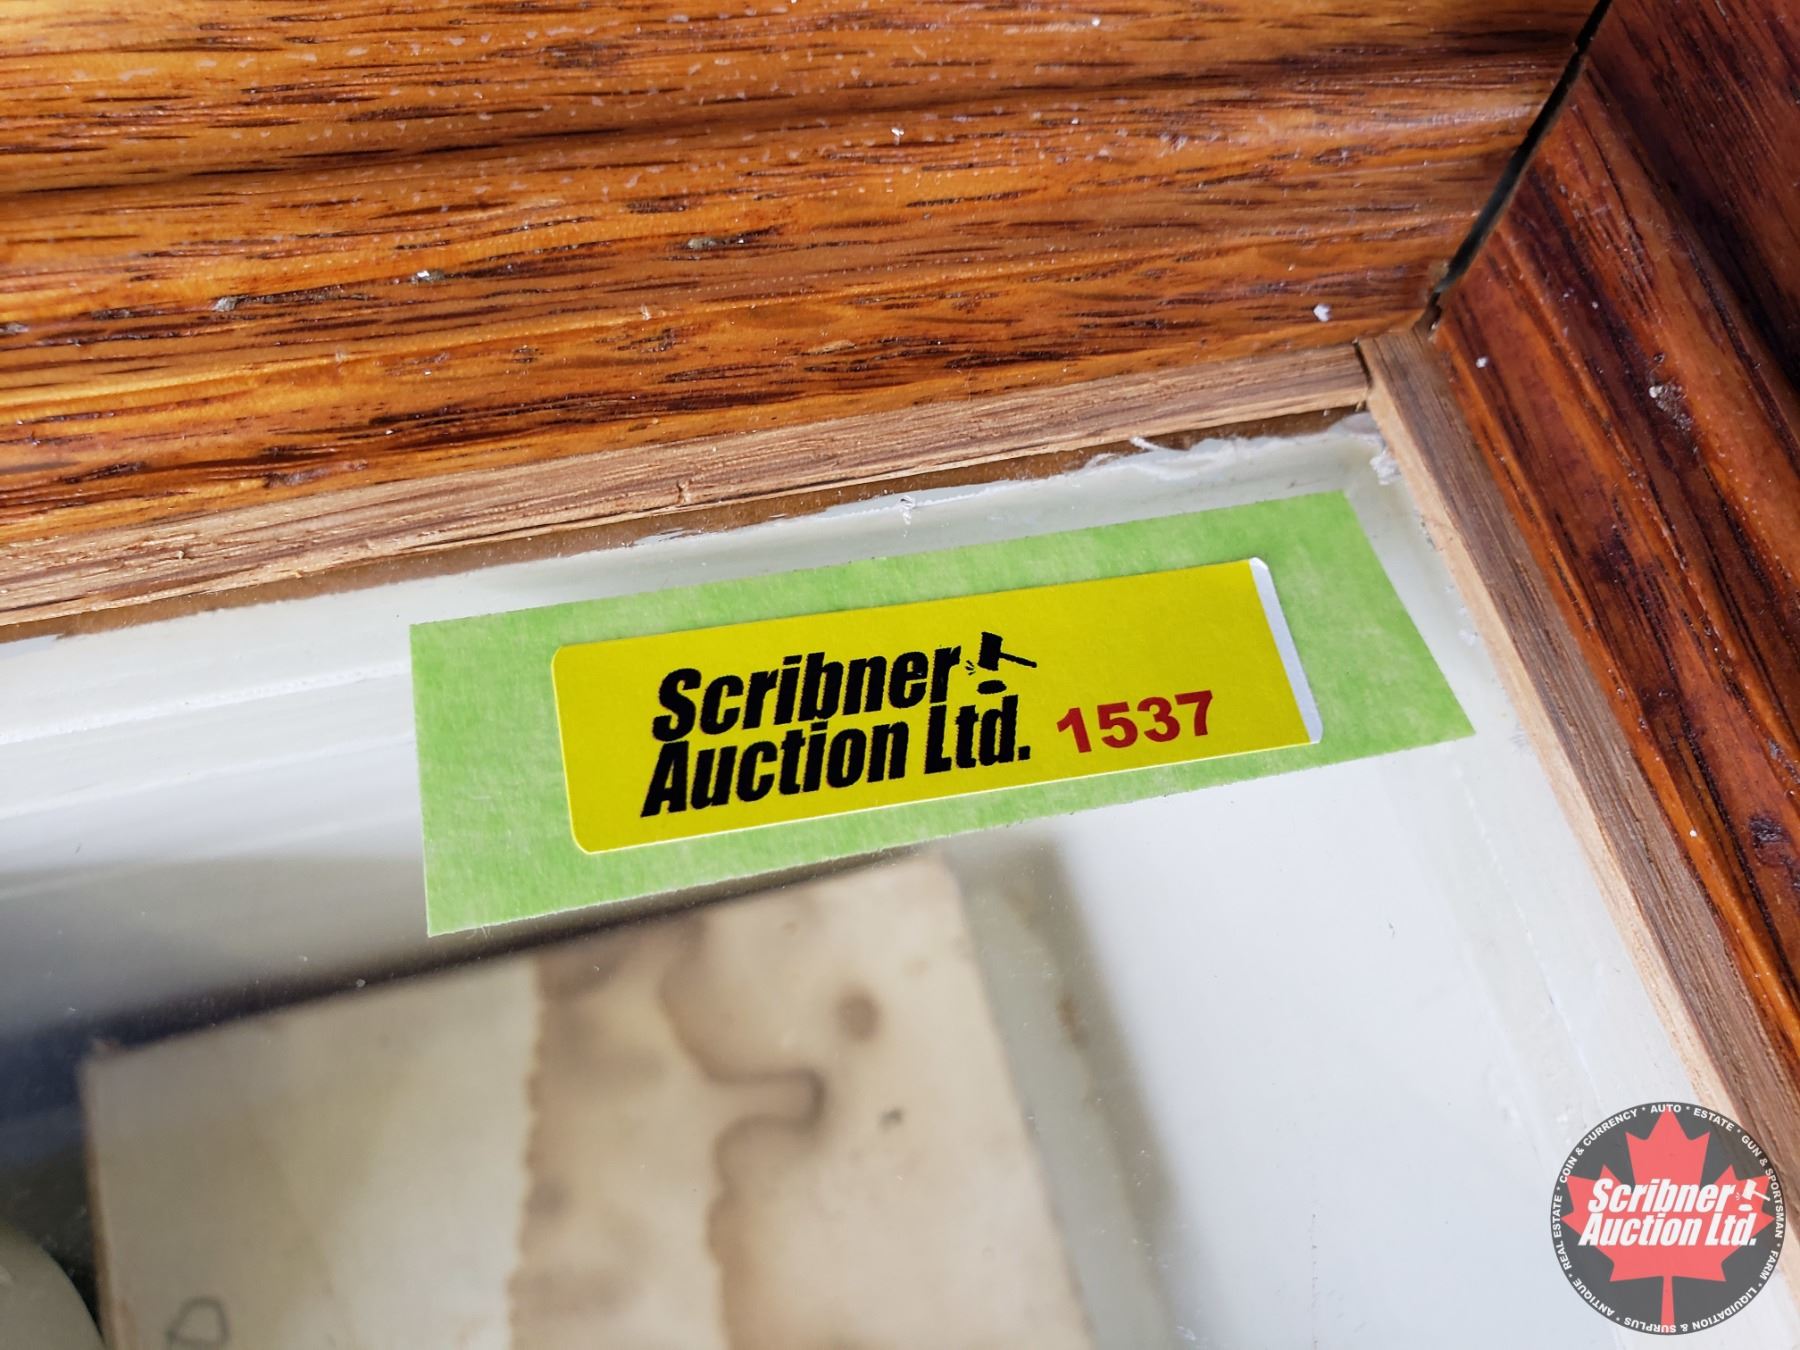 Scribner
Auction Ltd. 1537
COIN & CURRENCY * AUTO * ESTATE * GUN & SPORTSMAN * FARM * LIQUIDATION & SURPLUS * ANTIQUE * REAL ESTATE *
Scribner
Auction Ltd.